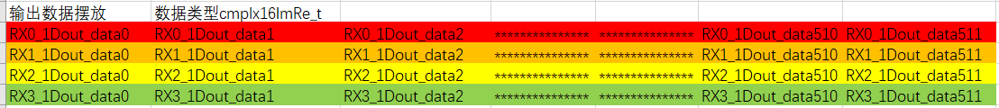 输出数据摆放 数据类型cmplx16ImRe_t
RX0_1Dout_data0 RX0_1Dout_data1 RX0_1Dout_data2 *************** *************** RX0_1Dout_data510 RX0_1Dout_data511
RX1_1Dout_data0 RX1_1Dout_data1 RX1_1Dout_data2 *************** *************** RX1_1Dout_data510 RX1_1Dout_data511
RX2_1Dout_data0 RX2_1Dout_data1 RX2_1Dout_data2 *************** *************** RX2_1Dout_data510 RX2_1Dout_data511
RX3_1Dout_data0 RX3_1Dout_data1 RX3_1Dout_data2 *************** *************** RX3_1Dout_data510 RX3_1Dout_data511